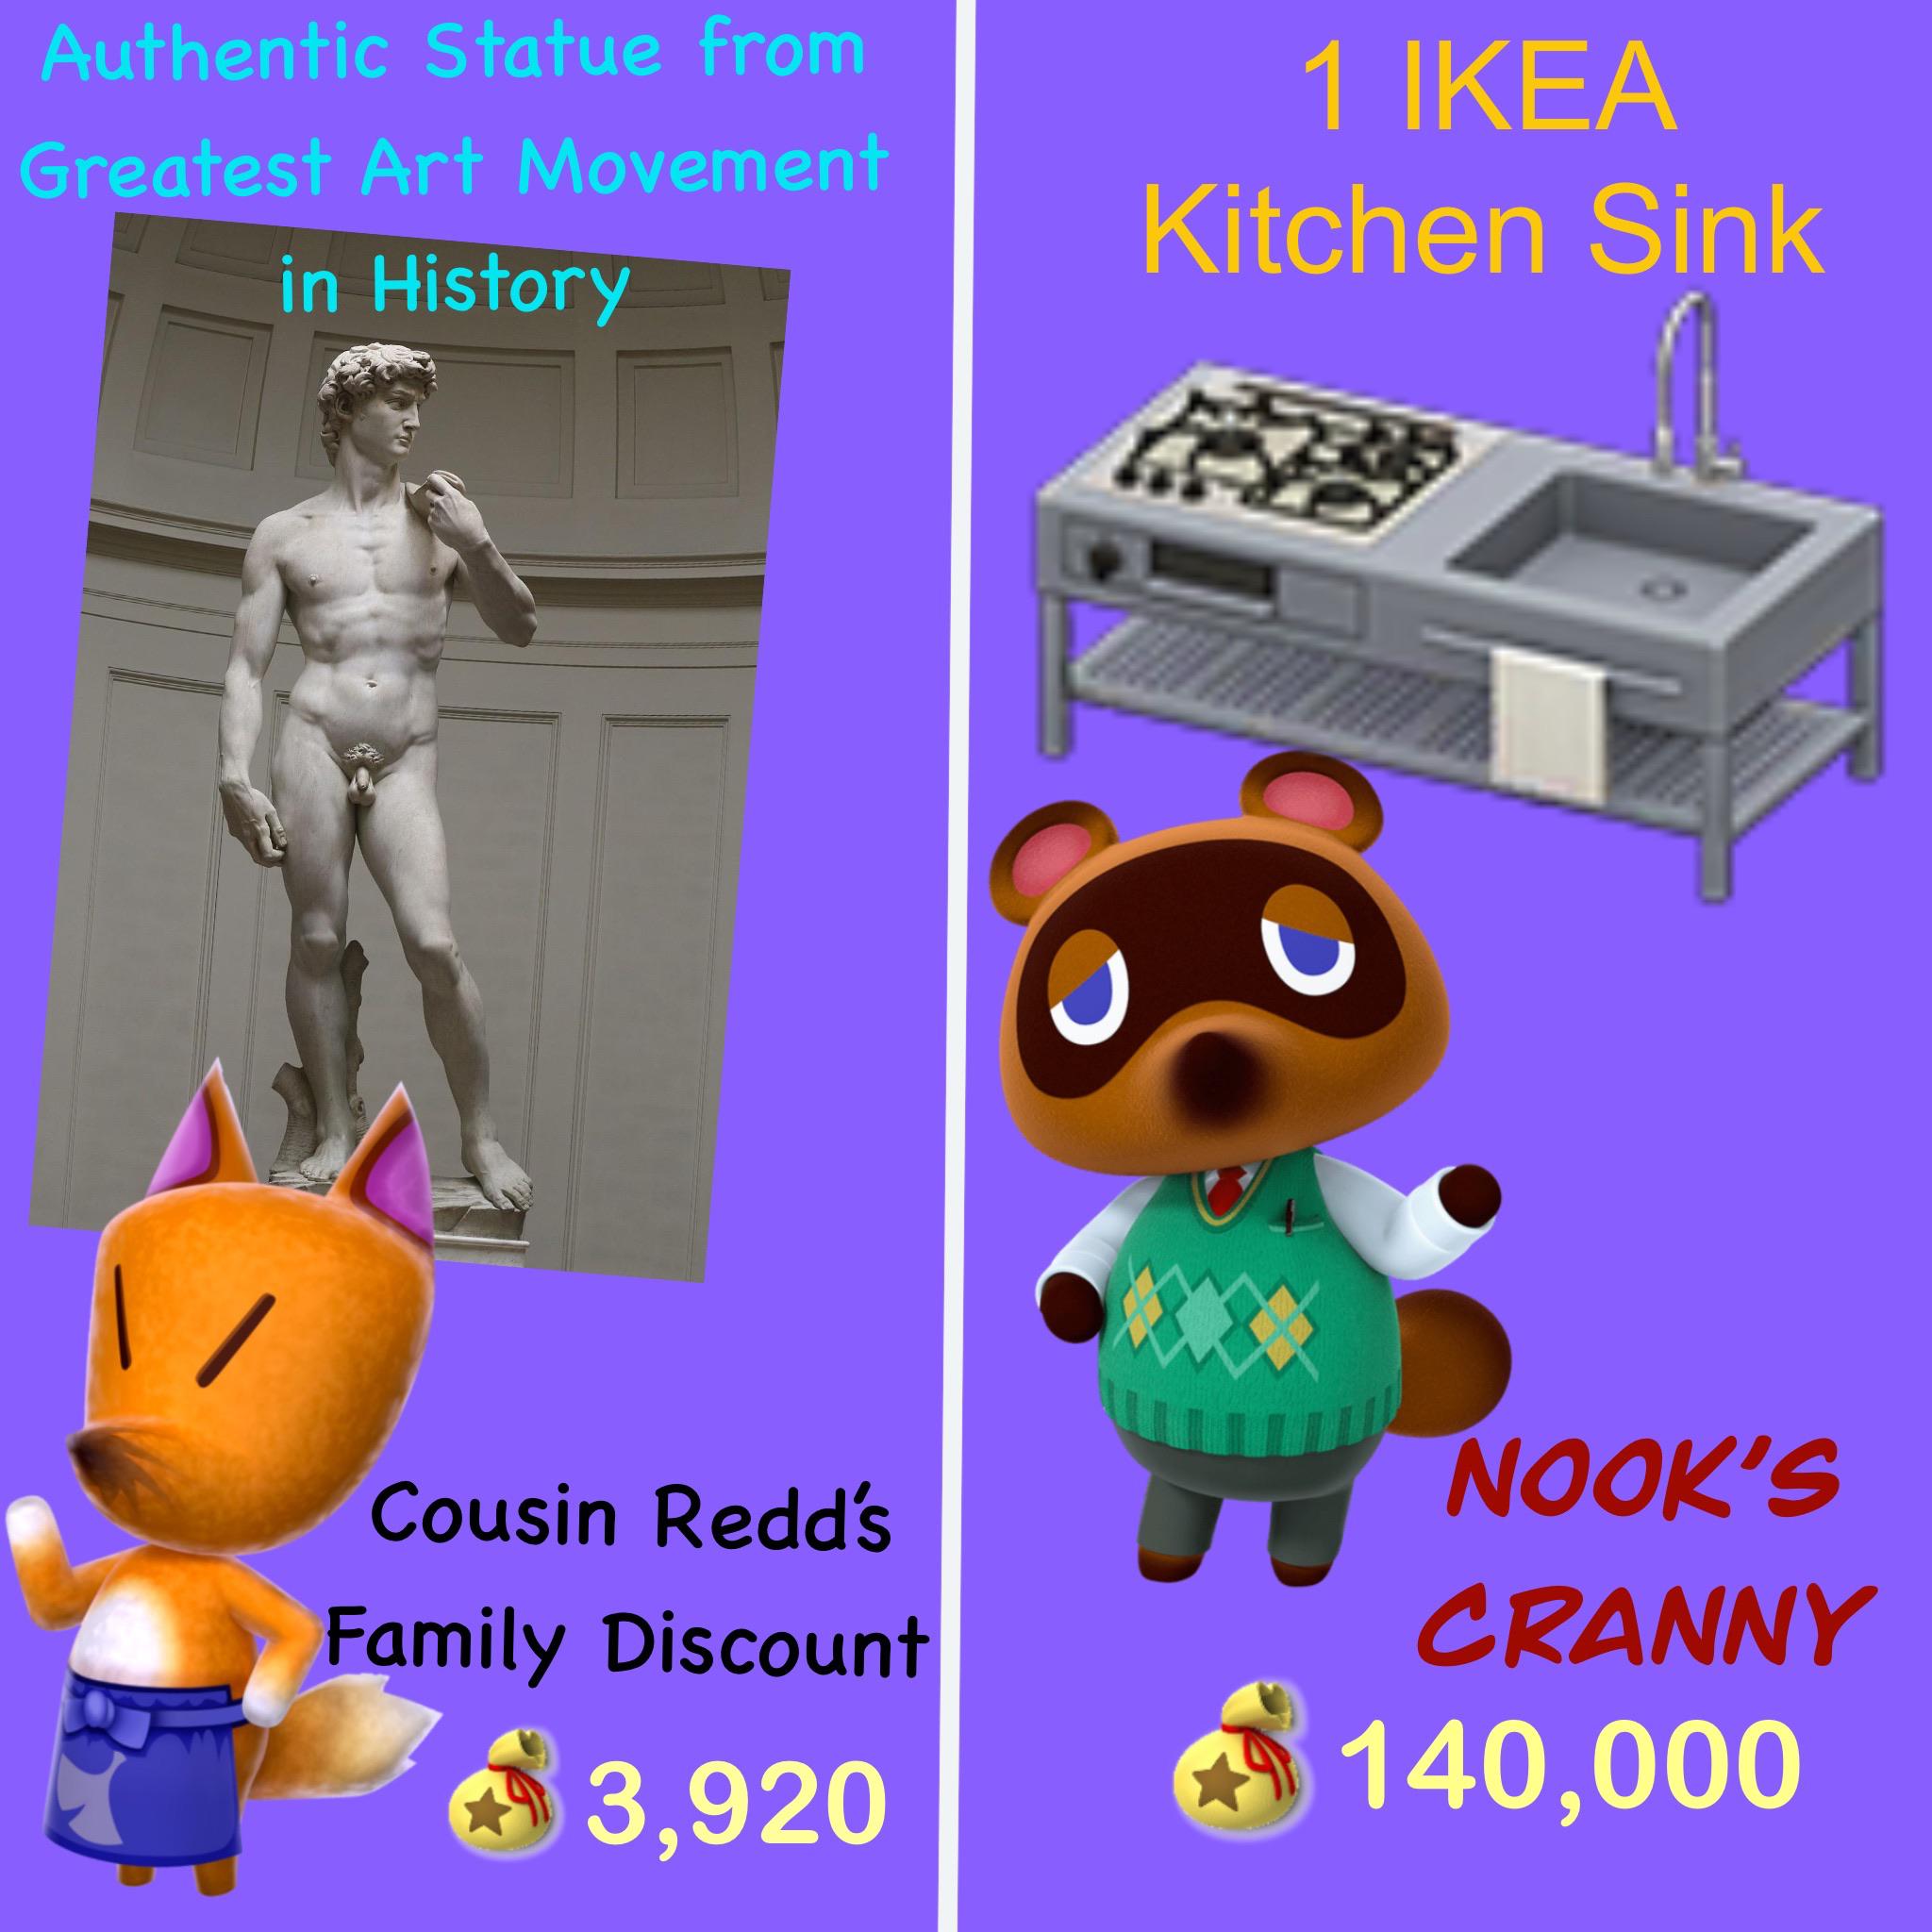 Authentic Statue from
Greatest Art Movement
in History
Cousin Redd's
Family Discount
3,920
1 IKEA
Kitchen Sink
NOOK'S
CRANNY
140,000